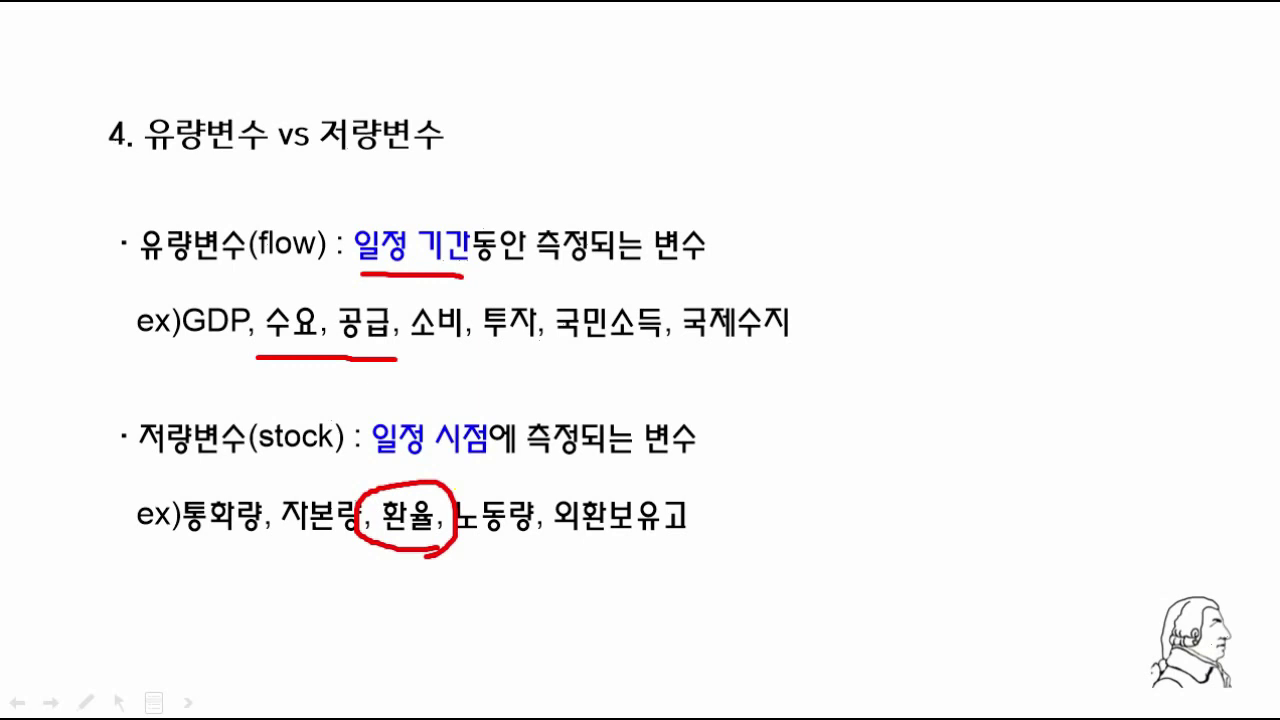 4. 유량변수 vs 저량변수
· 유량변수(flow) : 일정 기간동안 측정되는 변수
ex)GDP, 수요, 공급, 소비, 투자, 국민소득, 국제수지
· 저량변수(stock) : 일정 시점에 측정되는 변수
ex)통화량, 자본량, 환율, 노동량, 외환보유고